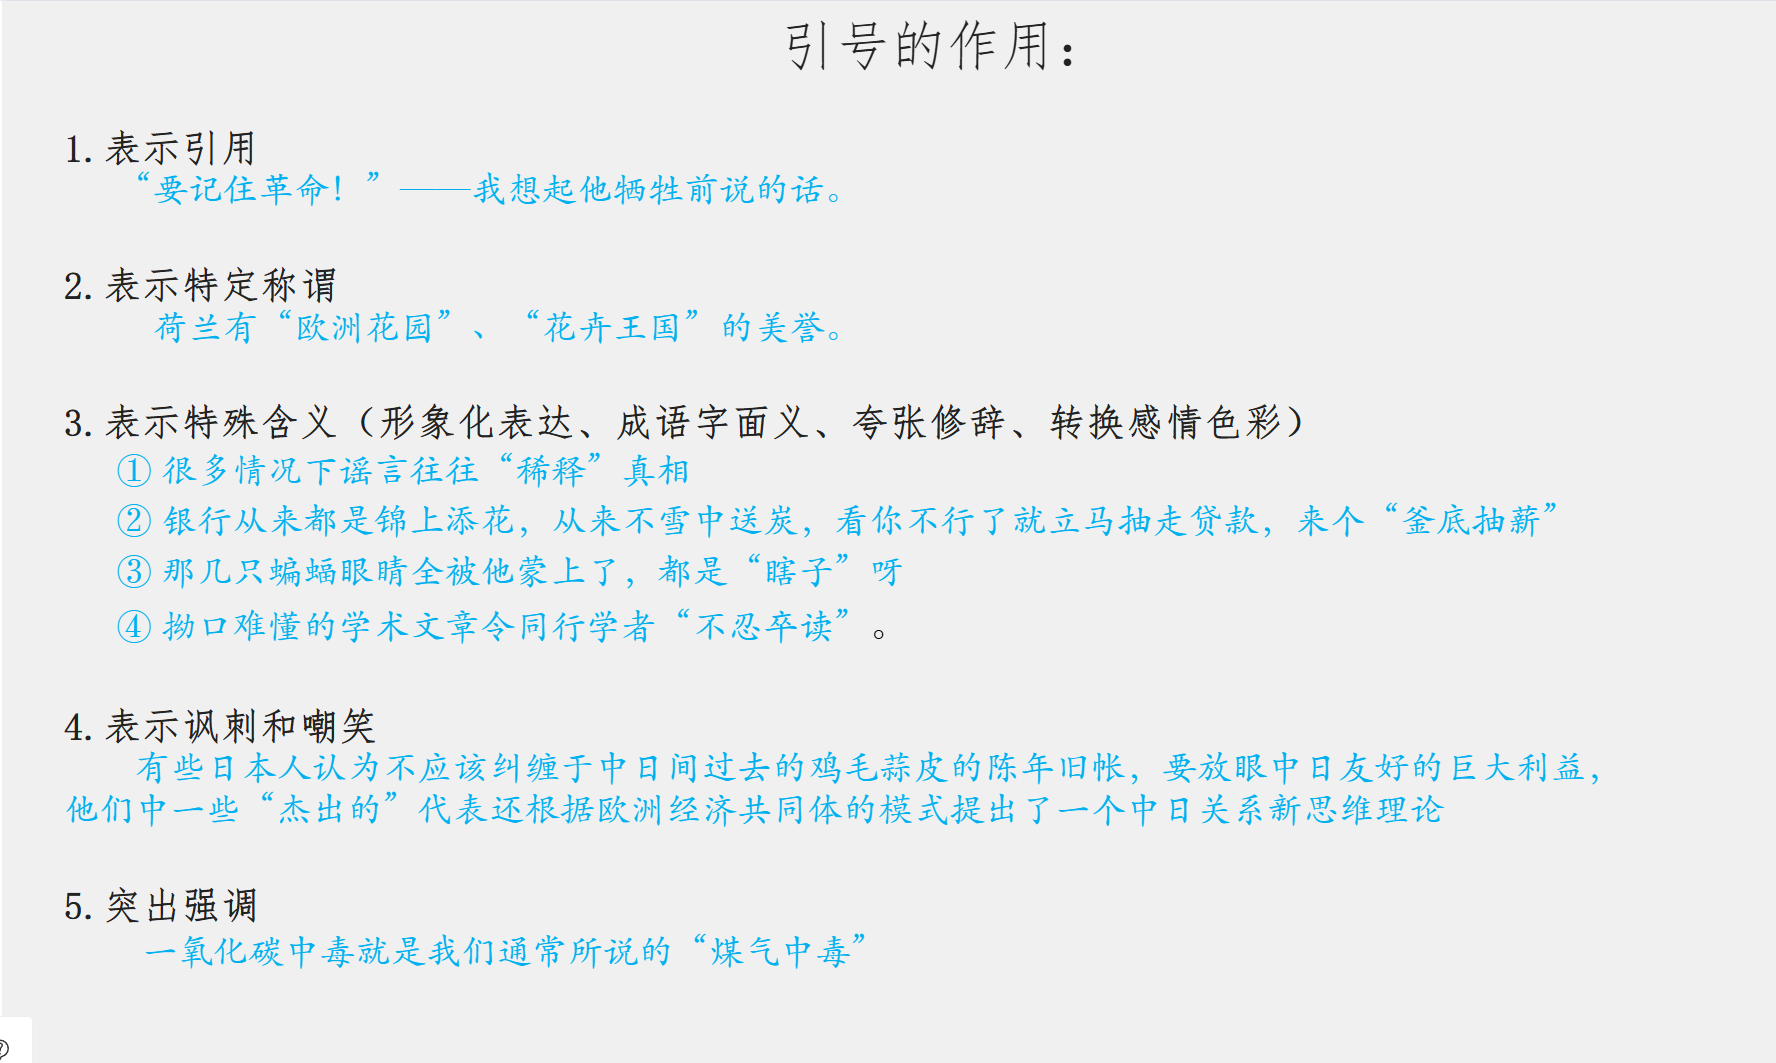 引号的作用：
1. 表示引用
“要记住革命！”——我想起他牺牲前说的话。
2. 表示特定称谓
荷兰有“欧洲花园”、“花卉王国”的美誉。
3. 表示特殊含义（形象化表达、成语字面义、夸张修辞、转换感情色彩）
① 很多情况下谣言往往“稀释”真相
② 银行从来都是锦上添花，从来不雪中送炭，看你不行了就立马抽走贷款，来个“釜底抽薪”
③ 那几只蝙蝠眼睛全被他蒙上了，都是“瞎子”呀
④ 拗口难懂的学术文章令同行学者“不忍卒读”。
4. 表示讽刺和嘲笑
有些日本人认为不应该纠缠于中日间过去的鸡毛蒜皮的陈年旧帐，要放眼中日友好的巨大利益，
他们中一些“杰出的”代表还根据欧洲经济共同体的模式提出了一个中日关系新思维理论
5. 突出强调
一氧化碳中毒就是我们通常所说的“煤气中毒”